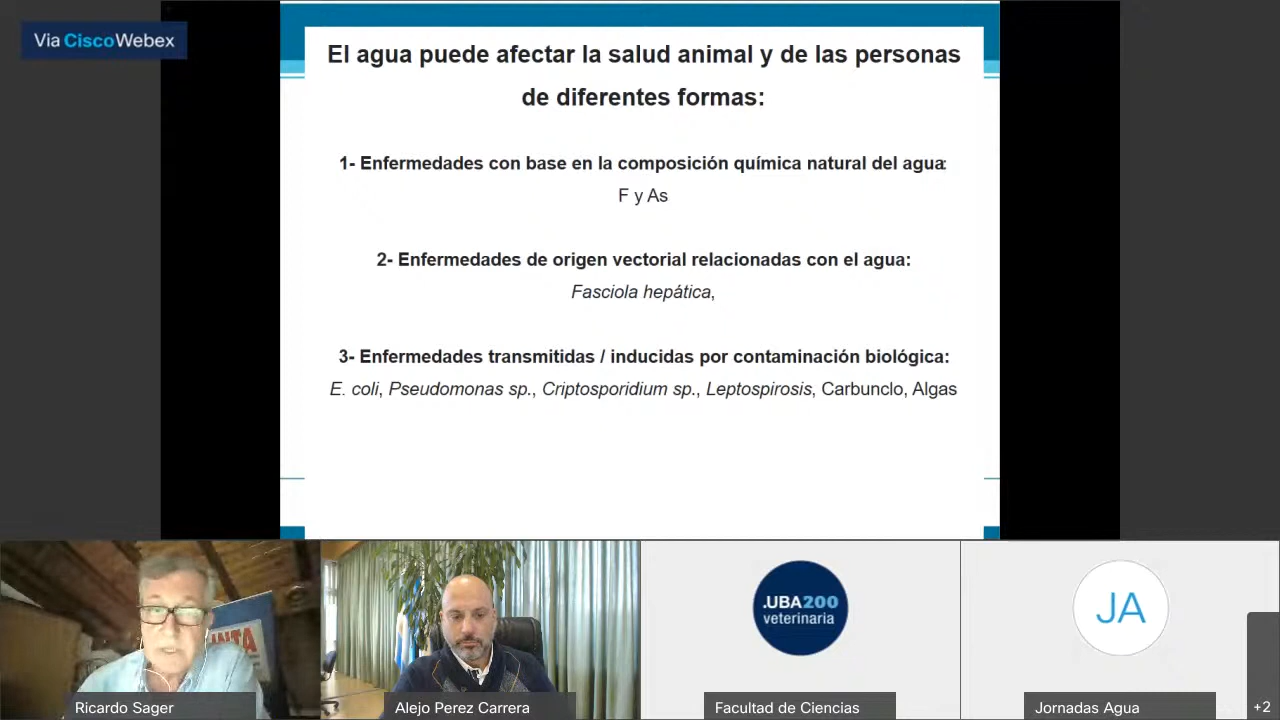 Via CiscoWebex
El agua puede afectar la salud animal y de las personas
de diferentes formas:
1- Enfermedades con base en la composición química natural del agua:
F y As
2- Enfermedades de origen vectorial relacionadas con el agua:
Fasciola hepática,
3- Enfermedades transmitidas / inducidas por contaminación biológica:
E. coli, Pseudomonas sp., Criptosporidium sp., Leptospirosis, Carbunclo, Algas
INTA
.UBA200
veterinaria
JA
Ricardo Sager
Alejo Perez Carrera
Facultad de Ciencias
Jornadas Agua
+2